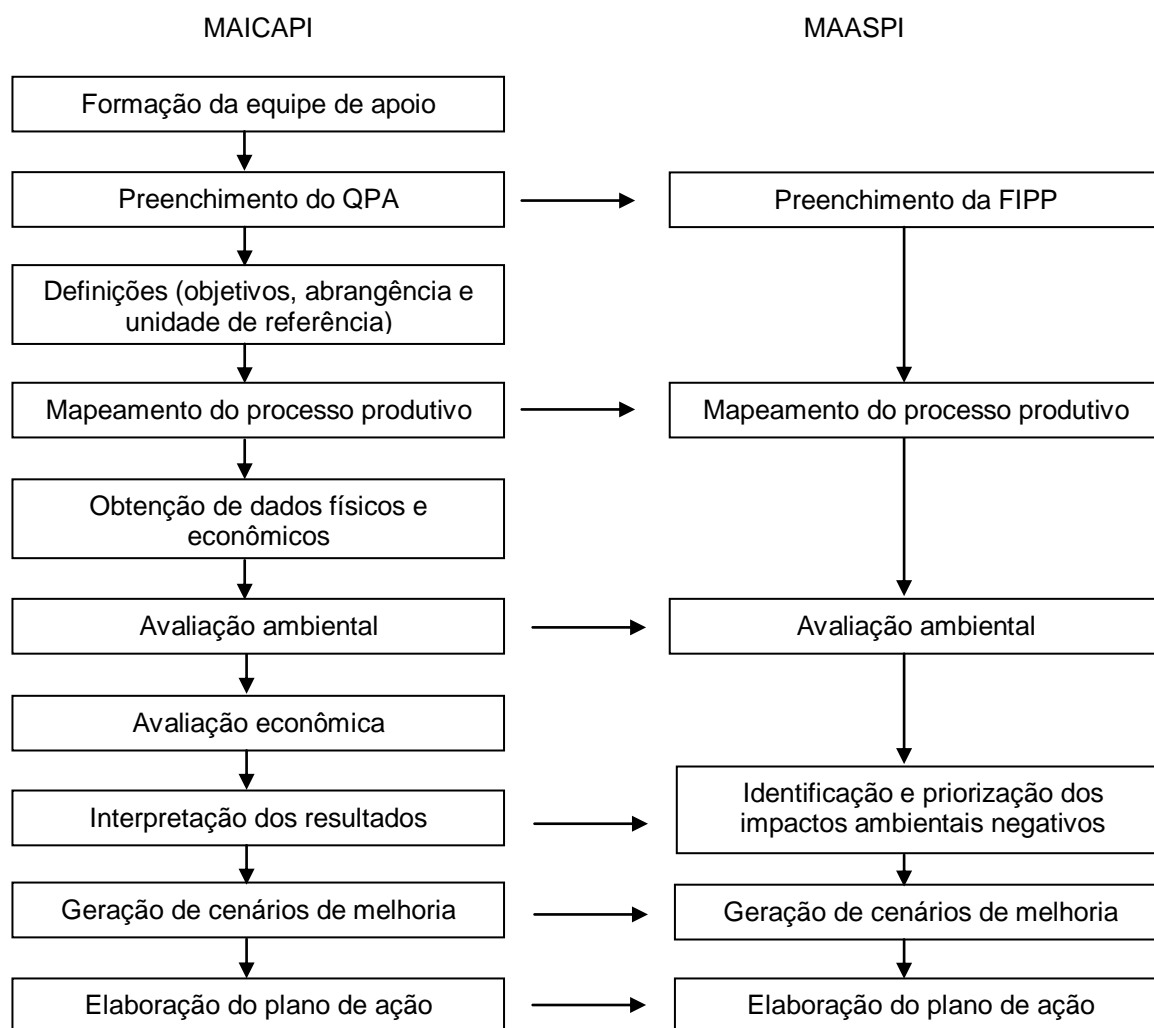 MAICAPI
MAASPI
Formação da equipe de apoio
Preenchimento do QPA
Preenchimento da FIPP
Definições (objetivos, abrangência e
unidade de referência)
Mapeamento do processo produtivo
Mapeamento do processo produtivo
Obtenção de dados físicos e
econômicos
Avaliação ambiental
Avaliação ambiental
Avaliação econômica
Interpretação dos resultados
Identificação e priorização dos
impactos ambientais negativos
Geração de cenários de melhoria
Geração de cenários de melhoria
Elaboração do plano de ação
Elaboração do plano de ação